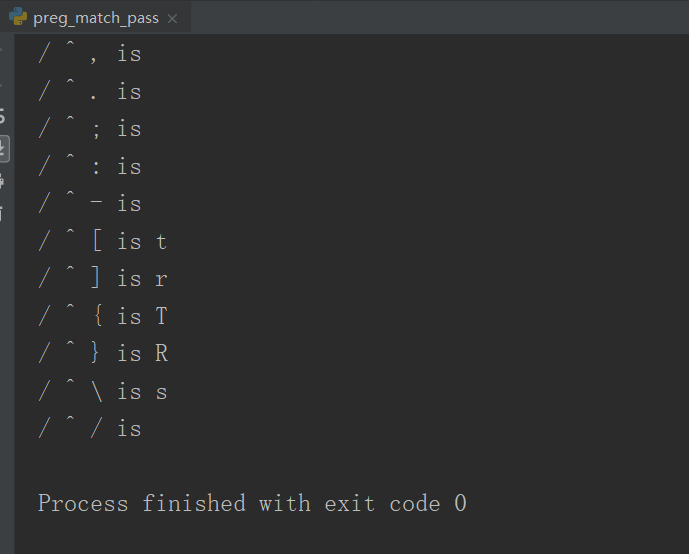 preg_match_pass
/ ^ , is
/ ^ . is
/ ^ ; is
/ ^ : is
/ ^ - is
/ ^ [ is t
/ ^ ] is r
/ ^ { is T
/ ^ } is R
/ ^ \ is s
/ ^ / is
Process finished with exit code 0